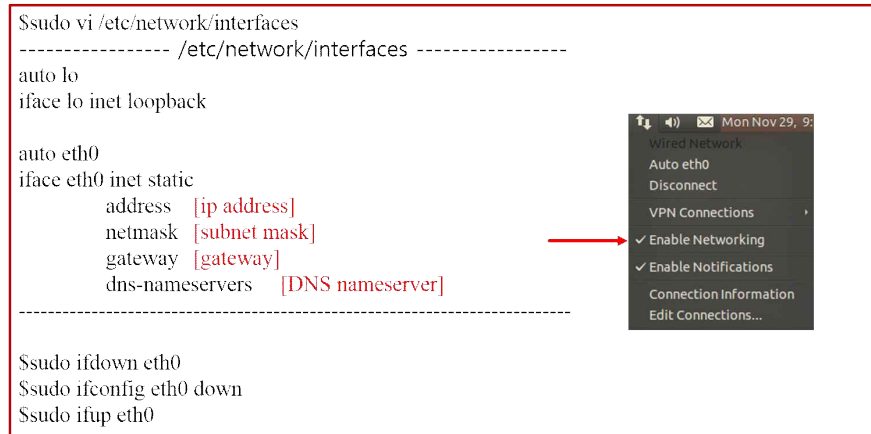 $sudo vi /etc/network/interfaces
----------------- /etc/network/interfaces -----------------
auto lo
iface lo inet loopback
auto eth0
iface eth0 inet static
address [ip address]
netmask [subnet mask]
gateway [gateway]
dns-nameservers [DNS nameserver]
-----------------------------------------------------------------------------
$sudo ifdown eth0
$sudo ifconfig eth0 down
$sudo ifup eth0
Mon Nov 29, 9:
Wired Network
Auto eth0
Disconnect
VPN Connections
✓ Enable Networking
✓ Enable Notifications
Connection Information
Edit Connections...